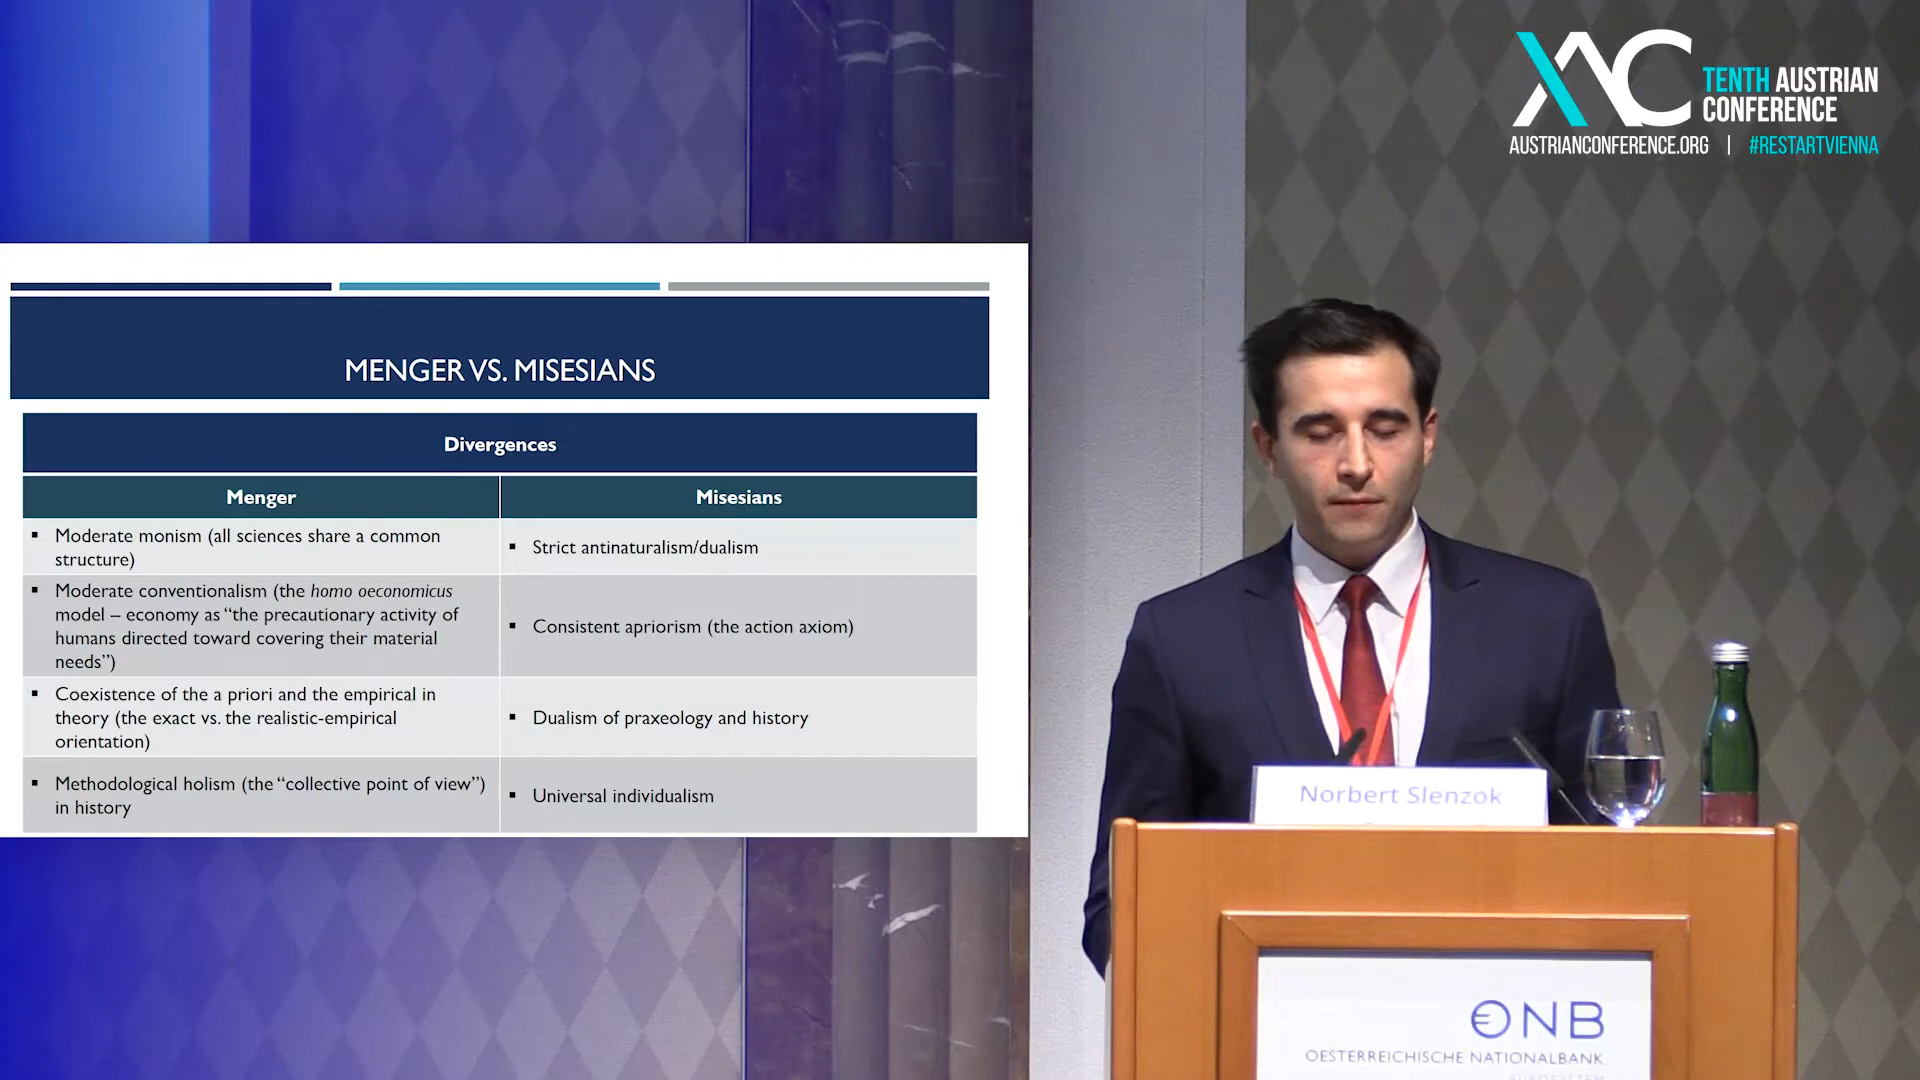 XAC
TENTH AUSTRIAN
CONFERENCE
AUSTRIANCONFERENCE.ORG | #RESTARTVIENNA
MENGER VS. MISESIANS
Divergences
Menger
Misesians
▪ Moderate monism (all sciences share a common
structure)
▪ Strict antinaturalism/dualism
▪ Moderate conventionalism (the homo oeconomicus
model – economy as “the precautionary activity of
humans directed toward covering their material
needs”)
▪ Consistent apriorism (the action axiom)
▪ Coexistence of the a priori and the empirical in
theory (the exact vs. the realistic-empirical
orientation)
▪ Dualism of praxeology and history
▪ Methodological holism (the “collective point of view”)
in history
▪ Universal individualism
Norbert Slenzok
ONB
OESTERREICHISCHE NATIONALBANK
EUROSYSTEM